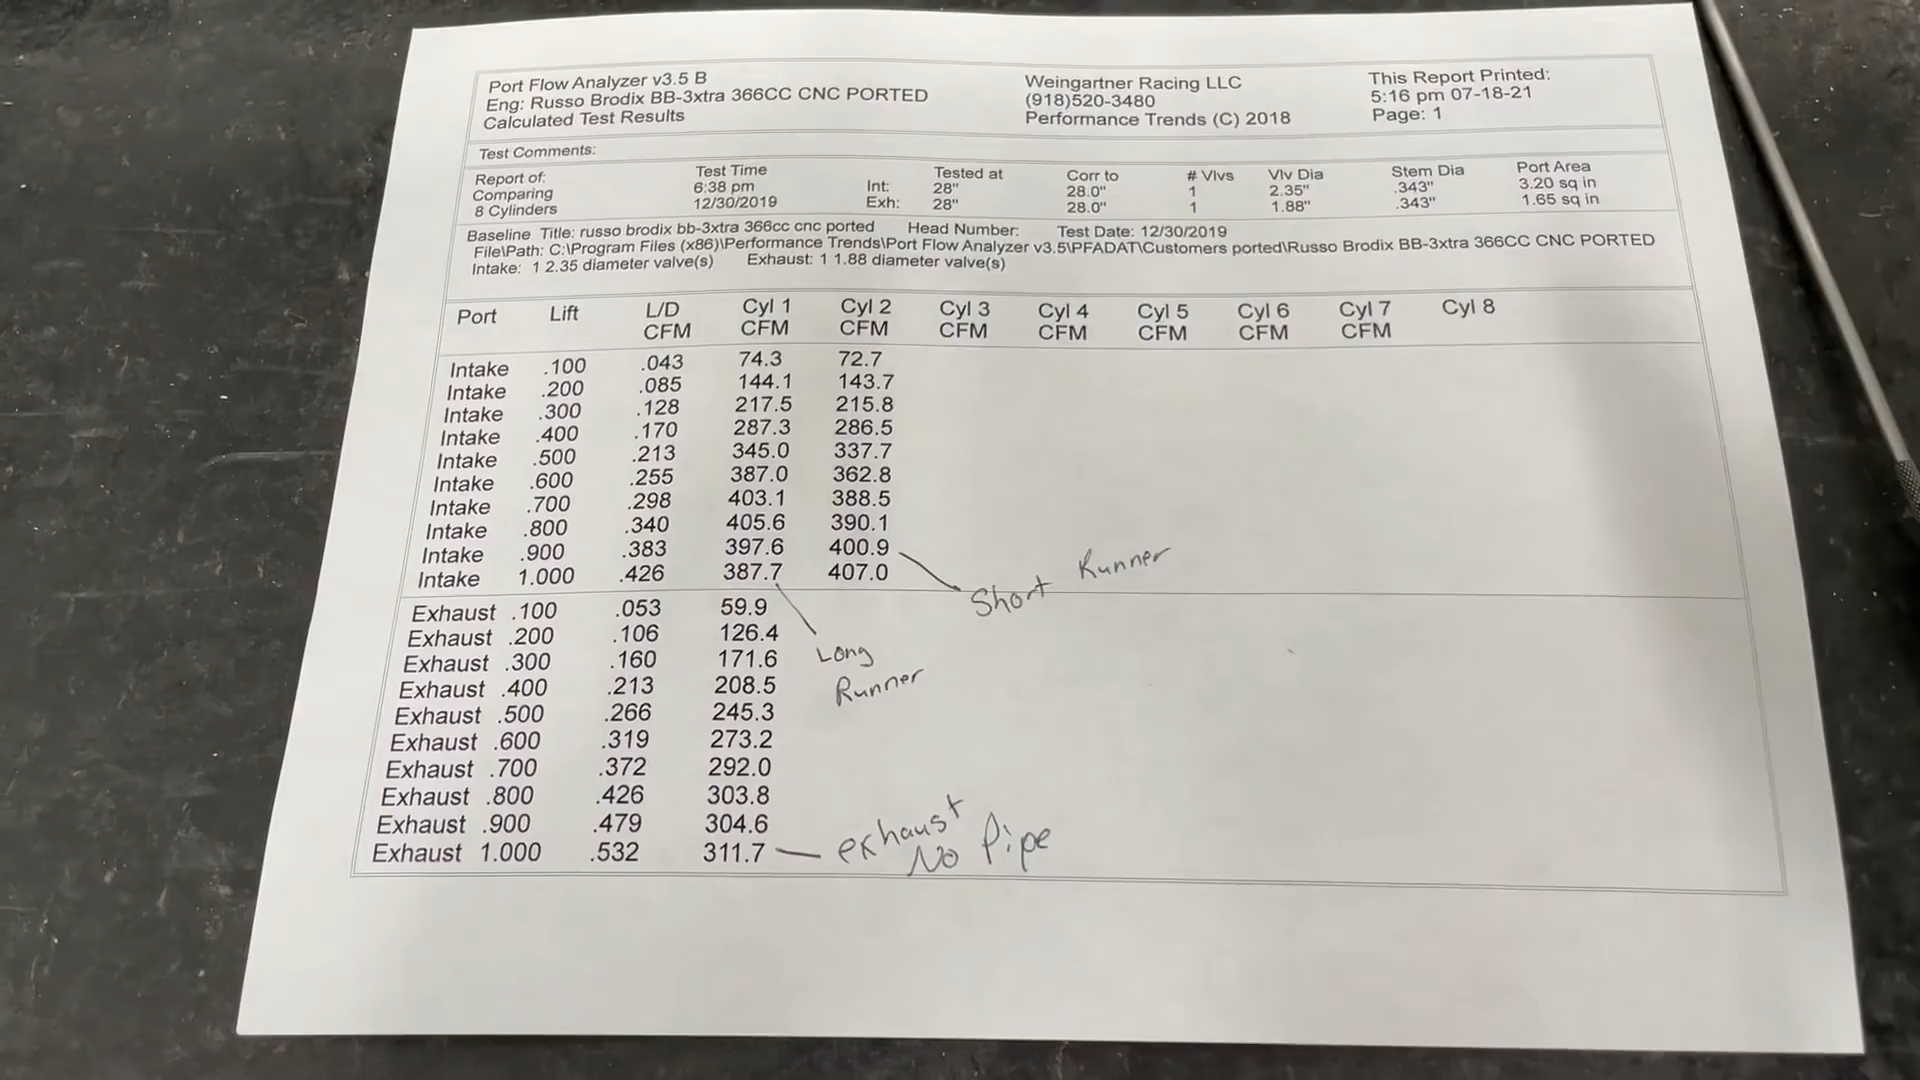 Port Flow Analyzer v3.5 B
Eng: Russo Brodix BB-3xtra 366CC CNC PORTED
Calculated Test Results
Weingartner Racing LLC
(918)520-3480
Performance Trends (C) 2018
This Report Printed:
5:16 pm 07-18-21
Page: 1
Test Comments:
Report of: Test Time Tested at Corr to # Vlvs Vlv Dia Stem Dia Port Area
Comparing 6:38 pm Int: 28" 28.0" 1 2.35" .343" 3.20 sq in
8 Cylinders 12/30/2019 Exh: 28" 28.0" 1 1.88" .343" 1.65 sq in
Baseline Title: russo brodix bb-3xtra 366cc cnc ported Head Number: Test Date: 12/30/2019
File\Path: C:\Program Files (x86)\Performance Trends\Port Flow Analyzer v3.5\PFADAT\Customers ported\Russo Brodix BB-3xtra 366CC CNC PORTED
Intake: 1 2.35 diameter valve(s) Exhaust: 1 1.88 diameter valve(s)
Port Lift L/D Cyl 1 Cyl 2 Cyl 3 Cyl 4 Cyl 5 Cyl 6 Cyl 7 Cyl 8
CFM CFM CFM CFM CFM CFM CFM CFM
Intake .100 .043 74.3 72.7
Intake .200 .085 144.1 143.7
Intake .300 .128 217.5 215.8
Intake .400 .170 287.3 286.5
Intake .500 .213 345.0 337.7
Intake .600 .255 387.0 362.8
Intake .700 .298 403.1 388.5
Intake .800 .340 405.6 390.1
Intake .900 .383 397.6 400.9
Intake 1.000 .426 387.7 407.0
Short Runner
Exhaust .100 .053 59.9
Exhaust .200 .106 126.4
Exhaust .300 .160 171.6
Long
Runner
Exhaust .400 .213 208.5
Exhaust .500 .266 245.3
Exhaust .600 .319 273.2
Exhaust .700 .372 292.0
Exhaust .800 .426 303.8
Exhaust .900 .479 304.6
Exhaust 1.000 .532 311.7
exhaust
No Pipe